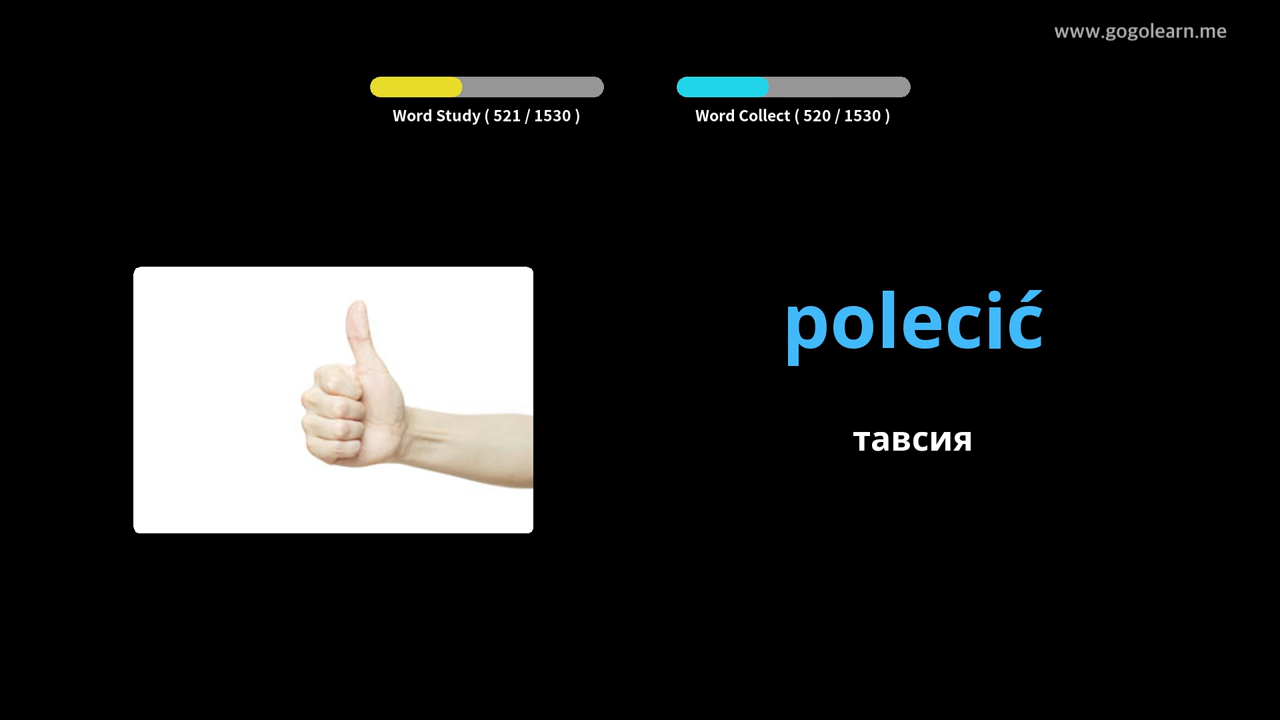 www.gogolearn.me
Word Study ( 521 / 1530 )
Word Collect ( 520 / 1530 )
polecić
тавсия